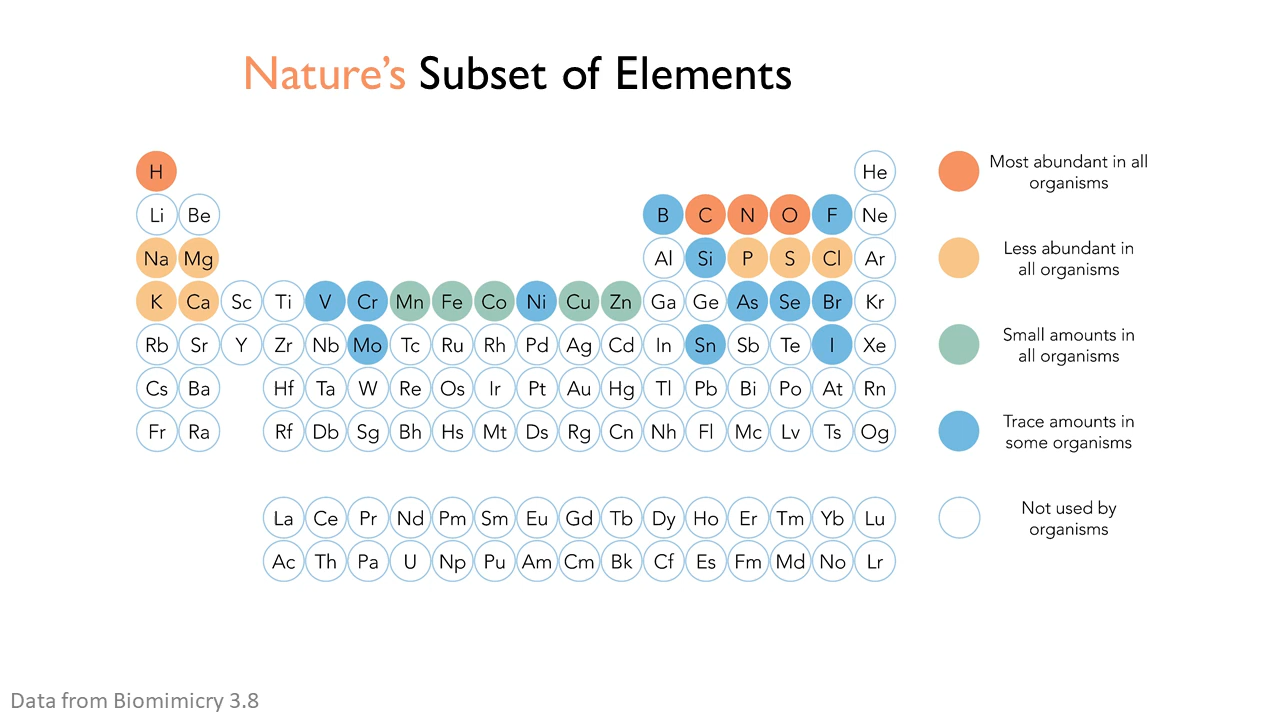 Nature's Subset of Elements
H He
Li Be B C N O F Ne
Na Mg Al Si P S Cl Ar
K Ca Sc Ti V Cr Mn Fe Co Ni Cu Zn Ga Ge As Se Br Kr
Rb Sr Y Zr Nb Mo Tc Ru Rh Pd Ag Cd In Sn Sb Te I Xe
Cs Ba Hf Ta W Re Os Ir Pt Au Hg Tl Pb Bi Po At Rn
Fr Ra Rf Db Sg Bh Hs Mt Ds Rg Cn Nh Fl Mc Lv Ts Og
La Ce Pr Nd Pm Sm Eu Gd Tb Dy Ho Er Tm Yb Lu
Ac Th Pa U Np Pu Am Cm Bk Cf Es Fm Md No Lr
Most abundant in all
organisms
Less abundant in
all organisms
Small amounts in
all organisms
Trace amounts in
some organisms
Not used by
organisms
Data from Biomimicry 3.8